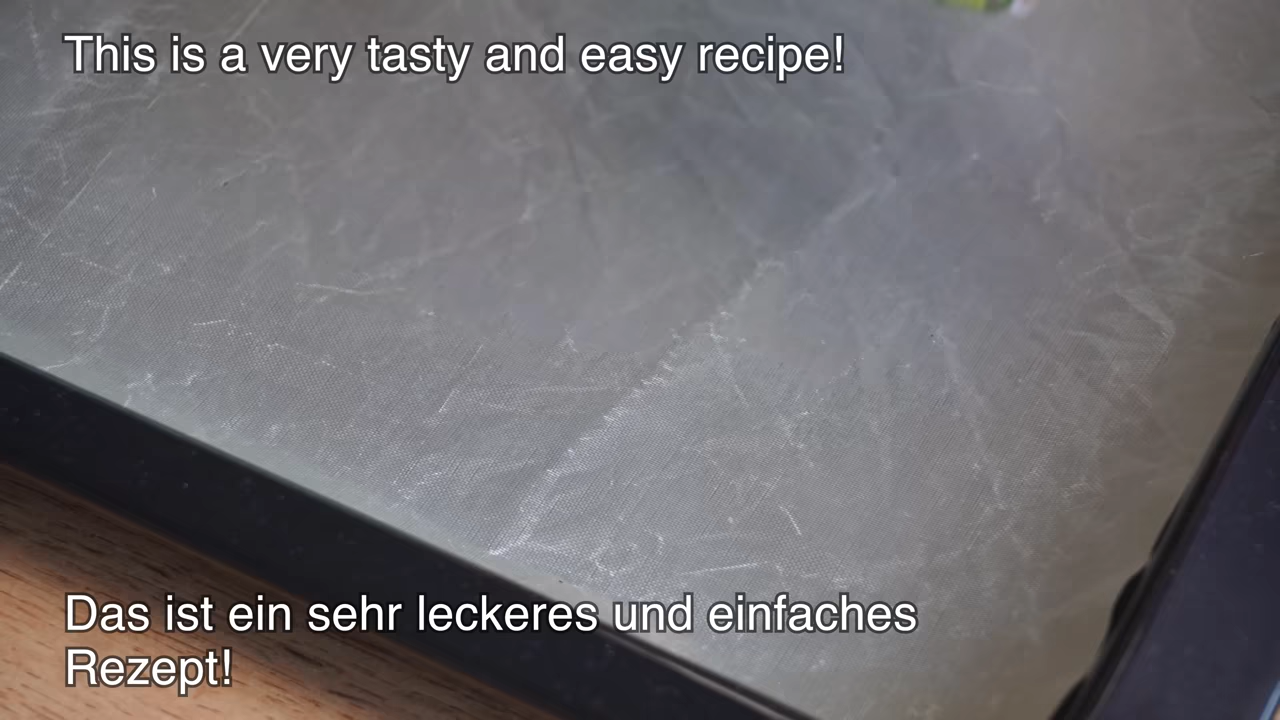 This is a very tasty and easy recipe!
Das ist ein sehr leckeres und einfaches
Rezept!